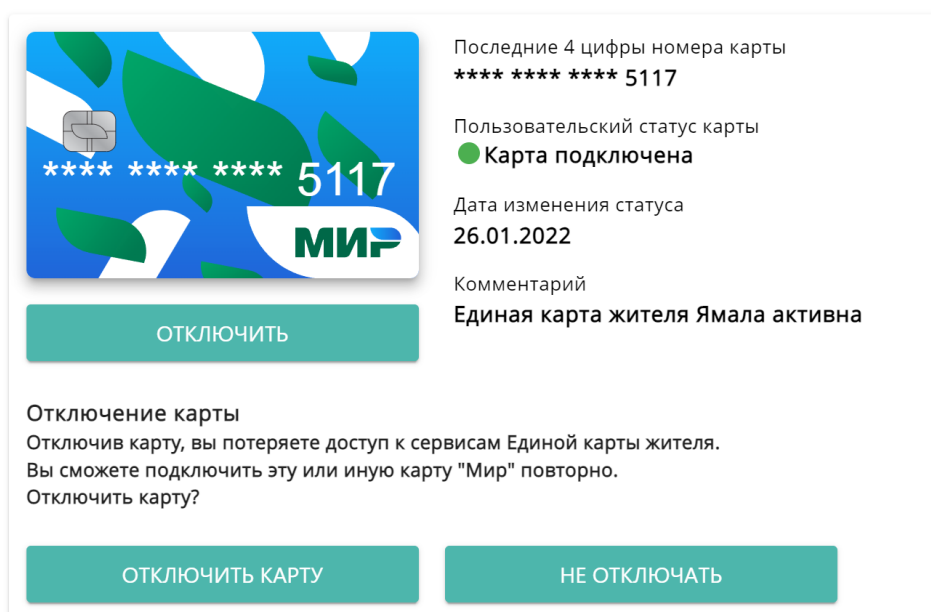 **** **** **** 5117
МИР
ОТКЛЮЧИТЬ
Последние 4 цифры номера карты
**** **** **** 5117
Пользовательский статус карты
Карта подключена
Дата изменения статуса
26.01.2022
Комментарий
Единая карта жителя Ямала активна
Отключение карты
Отключив карту, вы потеряете доступ к сервисам Единой карты жителя.
Вы сможете подключить эту или иную карту "Мир" повторно.
Отключить карту?
ОТКЛЮЧИТЬ КАРТУ
НЕ ОТКЛЮЧАТЬ